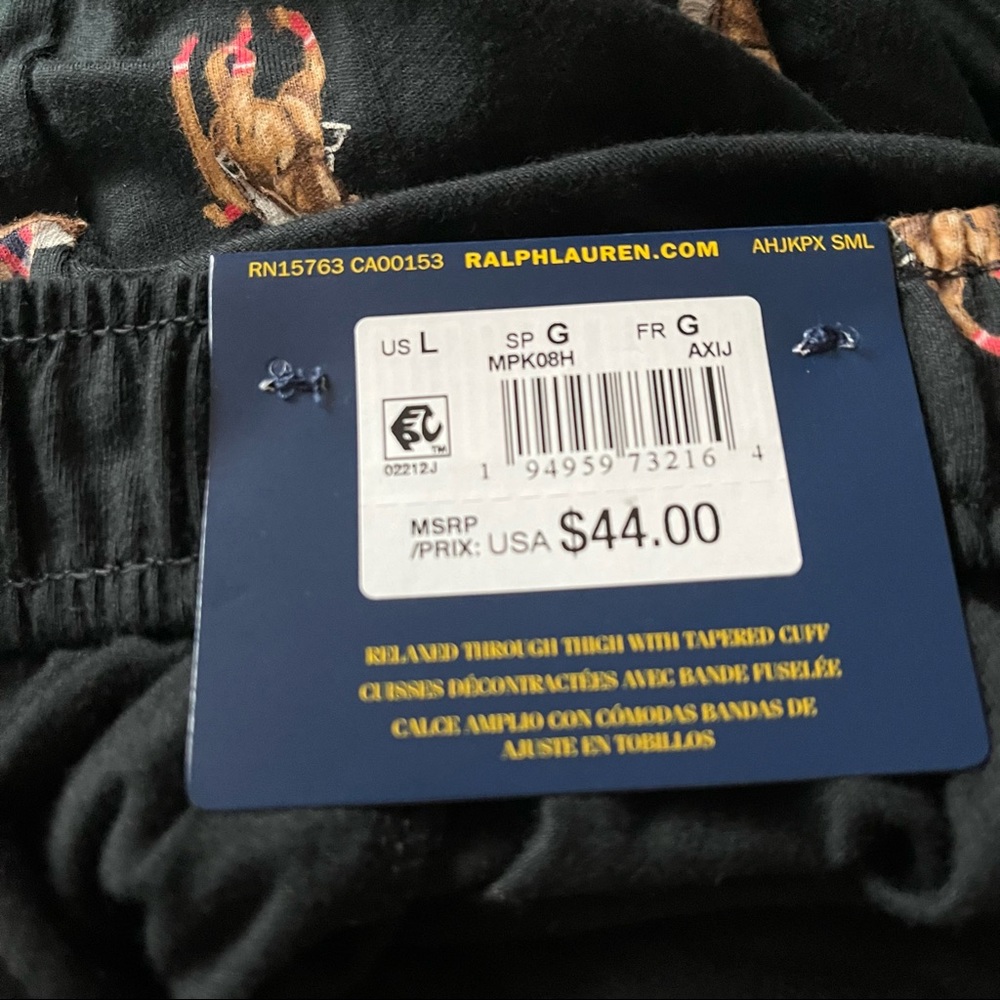 RN15763 CA00153 RALPHLAUREN.COM AHJKPX SML
US L SP G FR G
MPK08H AXIJ
EPC TM
02212J
1 94959 73216 4
MSRP
/PRIX: USA $44.00
RELAXED THROUGH THIGH WITH TAPERED CUFF
CUISSES DÉCONTRACTÉES AVEC BANDE FUSELÉE
CALCE AMPLIO CON CÓMODAS BANDAS DE
AJUSTE EN TOBILLOS